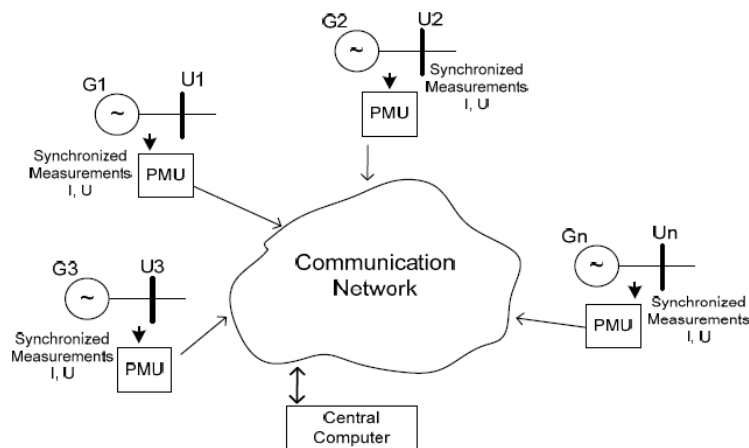 G2
U2
~
Synchronized
Measurements
I, U
PMU
G1
U1
~
Synchronized
Measurements
I, U
PMU
G3
U3
~
Synchronized
Measurements
I, U
PMU
Communication
Network
Gn
Un
~
Synchronized
Measurements
I, U
PMU
Central
Computer